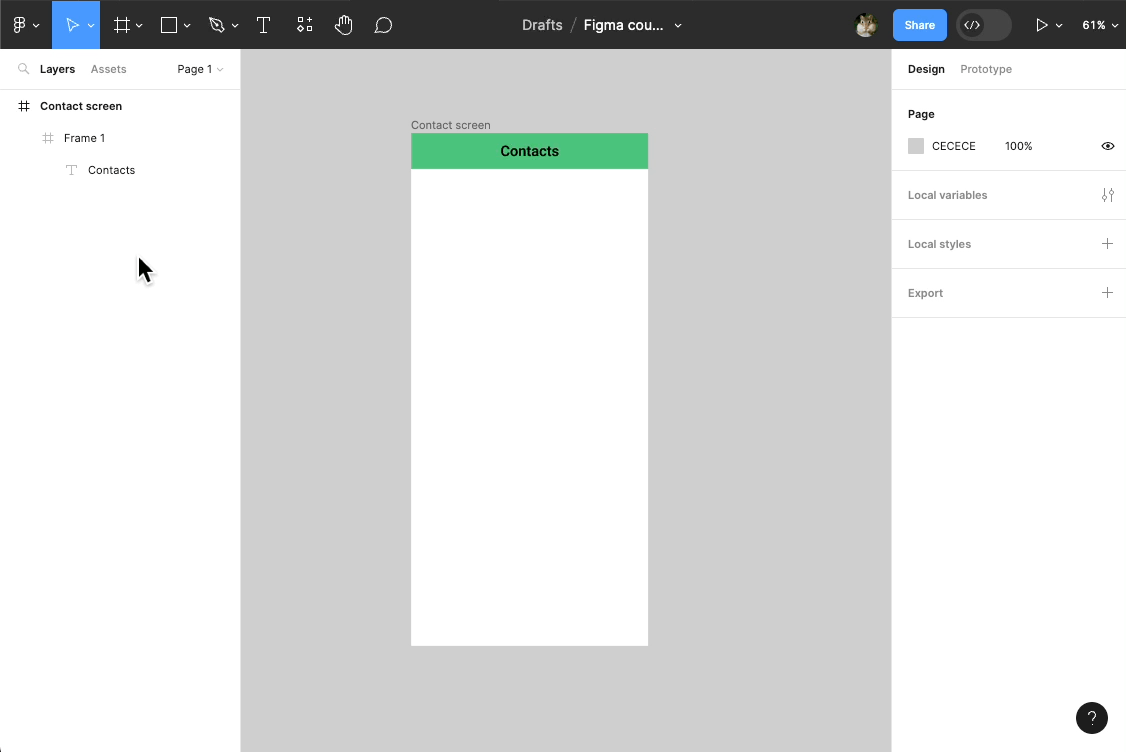 Drafts / Figma cou...
Share
61%
Layers Assets Page 1
Contact screen
Frame 1
Contacts
Contact screen
Contacts
Design Prototype
Page
CECECE 100%
Local variables
Local styles
Export
?